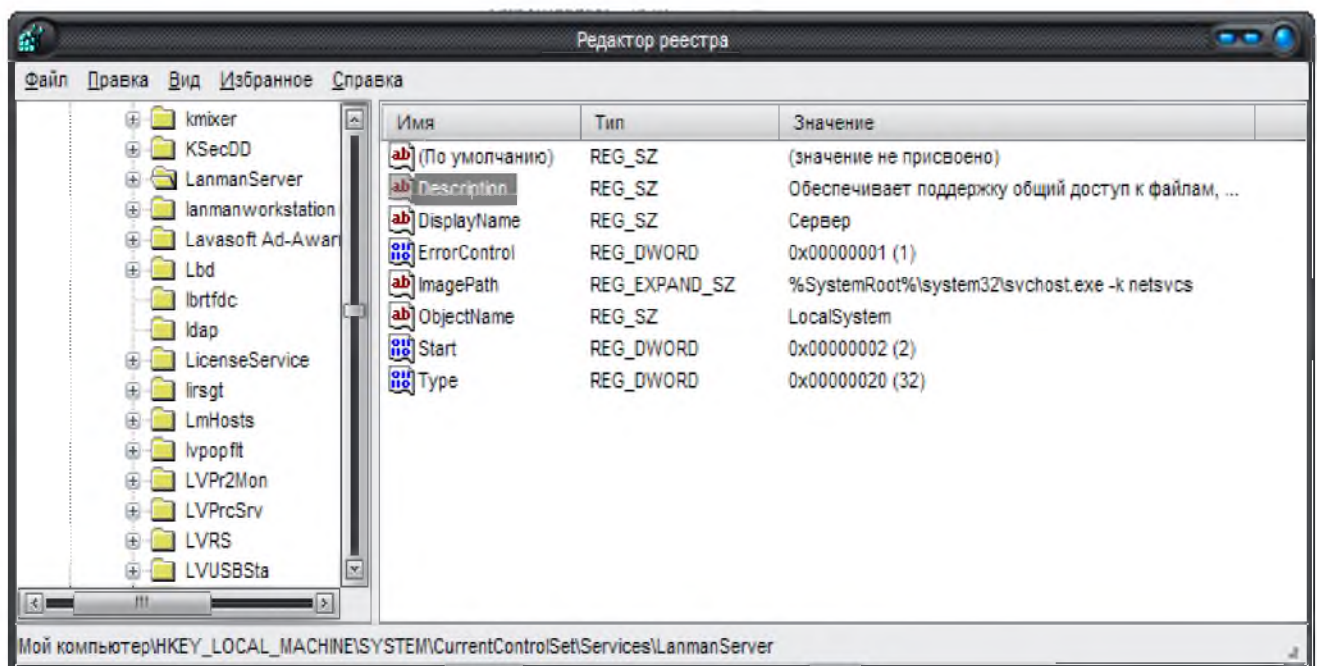 Редактор реестра
Файл Правка Вид Избранное Справка
kmixer
KSecDD
LanmanServer
lanmanworkstation
Lavasoft Ad-Awar
Lbd
lbrtfdc
ldap
LicenseService
lirsgt
LmHosts
lvpopflt
LVPr2Mon
LVPrcSrv
LVRS
LVUSBSta
Имя Тип Значение
(По умолчанию) REG_SZ (значение не присвоено)
Description REG_SZ Обеспечивает поддержку общий доступ к файлам, ...
DisplayName REG_SZ Сервер
ErrorControl REG_DWORD 0x00000001 (1)
ImagePath REG_EXPAND_SZ %SystemRoot%\system32\svchost.exe -k netsvcs
ObjectName REG_SZ LocalSystem
Start REG_DWORD 0x00000002 (2)
Type REG_DWORD 0x00000020 (32)
Мой компьютер\HKEY_LOCAL_MACHINE\SYSTEM\CurrentControlSet\Services\LanmanServer